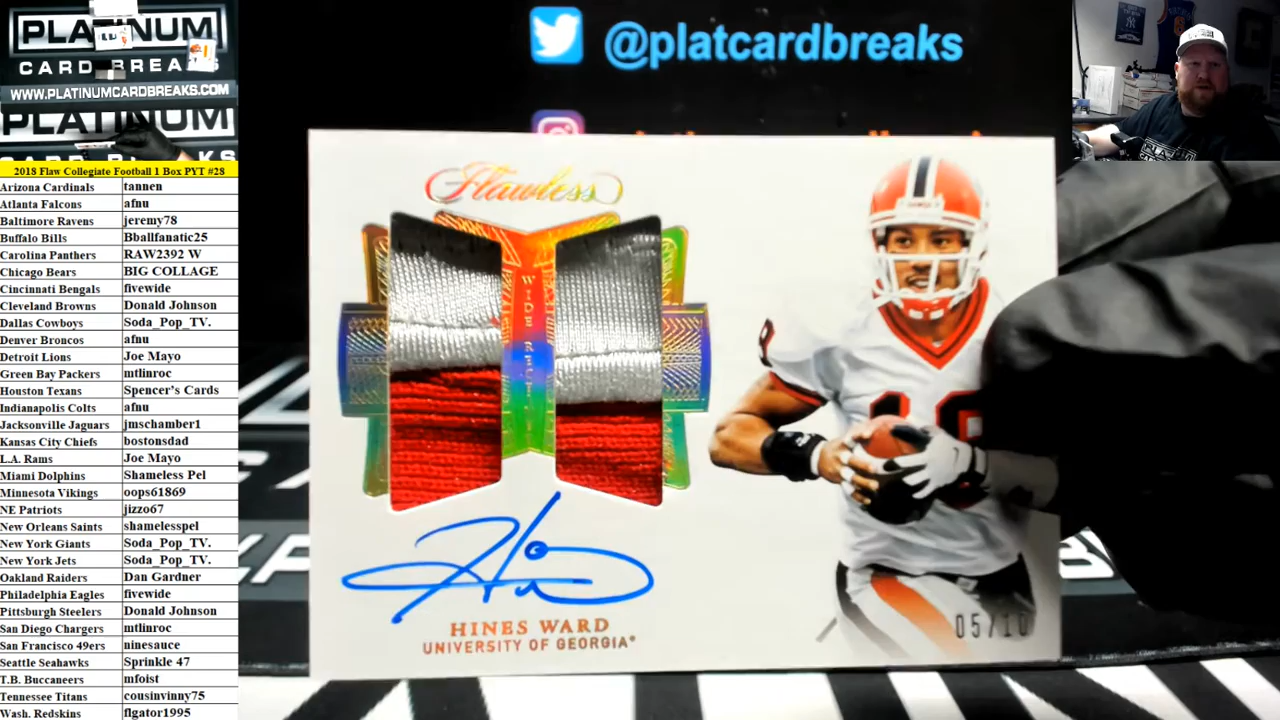 PLATINUM
CARD BREAKS
WWW.PLATINUMCARDBREAKS.COM
PLATINUM
2018 Flaw Collegiate Football 1 Box PYT #28
Arizona Cardinals tannen
Atlanta Falcons afnu
Baltimore Ravens jeremy78
Buffalo Bills Bballfanatic25
Carolina Panthers RAW2392 W
Chicago Bears BIG COLLAGE
Cincinnati Bengals fivewide
Cleveland Browns Donald Johnson
Dallas Cowboys Soda_Pop_TV.
Denver Broncos afnu
Detroit Lions Joe Mayo
Green Bay Packers mtlinroc
Houston Texans Spencer's Cards
Indianapolis Colts afnu
Jacksonville Jaguars jmschamber1
Kansas City Chiefs bostonsdad
L.A. Rams Joe Mayo
Miami Dolphins Shameless Pel
Minnesota Vikings oops61869
NE Patriots jizzo67
New Orleans Saints shamelesspel
New York Giants Soda_Pop_TV.
New York Jets Soda_Pop_TV.
Oakland Raiders Dan Gardner
Philadelphia Eagles fivewide
Pittsburgh Steelers Donald Johnson
San Diego Chargers mtlinroc
San Francisco 49ers ninesauce
Seattle Seahawks Sprinkle 47
T.B. Buccaneers mfoist
Tennessee Titans cousinvinny75
Wash. Redskins flgator1995
@platcardbreaks
Flawless
HINES WARD
UNIVERSITY OF GEORGIA®
05/10